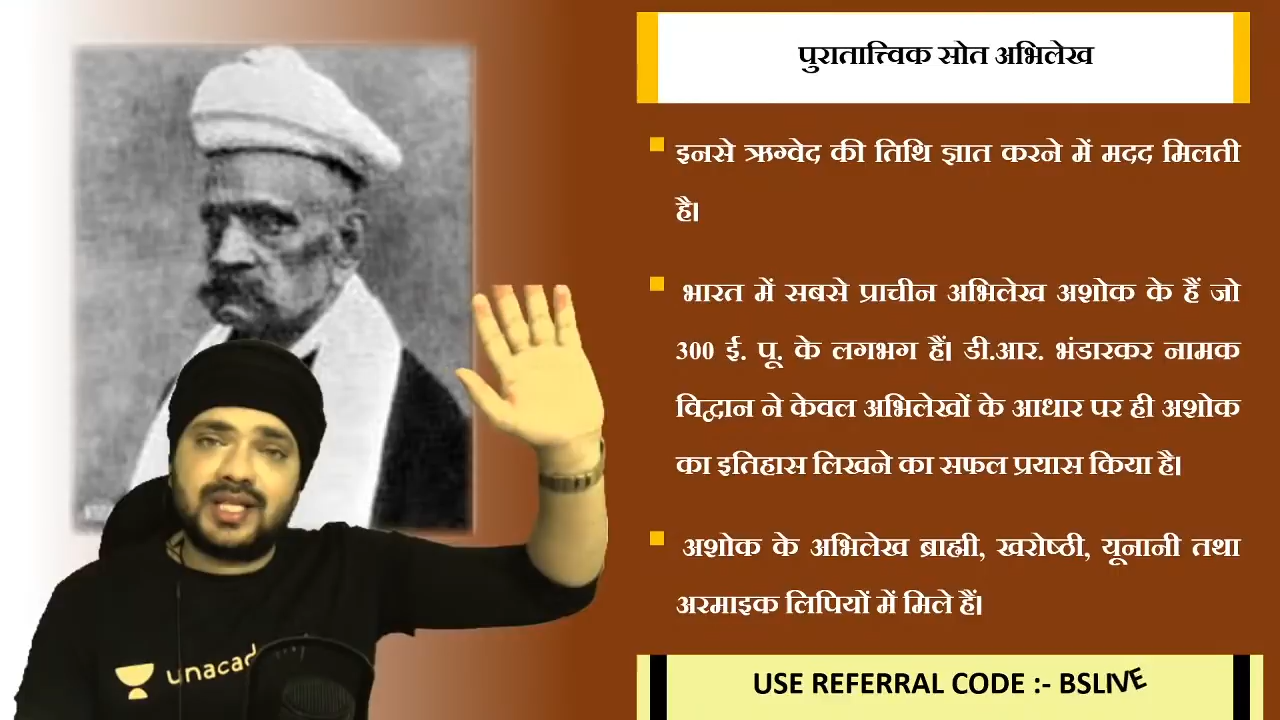 पुरातात्त्विक सोत अभिलेख
इनसे ऋग्वेद की तिथि ज्ञात करने में मदद मिलती
है।
भारत में सबसे प्राचीन अभिलेख अशोक के हैं जो
300 ई. पू. के लगभग हैं। डी.आर. भंडारकर नामक
विद्वान ने केवल अभिलेखों के आधार पर ही अशोक
का इतिहास लिखने का सफल प्रयास किया है।
अशोक के अभिलेख ब्राह्मी, खरोष्ठी, यूनानी तथा
अरमाइक लिपियों में मिले हैं।
unacad
USE REFERRAL CODE :- BSLIVE